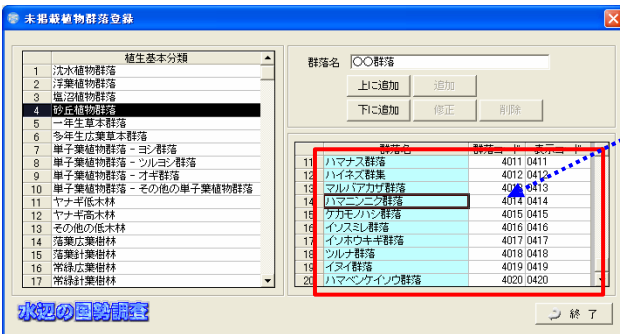 未掲載植物群落登録
植生基本分類
1 沈水植物群落
2 浮葉植物群落
3 塩沼植物群落
4 砂丘植物群落
5 一年生草本群落
6 多年生広葉草本群落
7 単子葉植物群落 - ヨシ群落
8 単子葉植物群落 - ツルヨシ群落
9 単子葉植物群落 - オギ群落
10 単子葉植物群落 - その他の単子葉植物群落
11 ヤナギ低木林
12 ヤナギ高木林
13 その他の低木林
14 落葉広葉樹林
15 落葉針葉樹林
16 常緑広葉樹林
17 常緑針葉樹林
群落名 〇〇群落
上に追加 追加
下に追加 修正 削除
群落名 群落コード 表示コード
11 ハマナス群落 4011 0411
12 ハイネズ群集 4012 0412
13 マルバアカザ群落 4013 0413
14 ハマニンニク群落 4014 0414
15 ケカモノハシ群落 4015 0415
16 イソスミレ群落 4016 0416
17 イソホウキギ群落 4017 0417
18 ツルナ群落 4018 0418
19 イヌイ群落 4019 0419
20 ハマベンケイソウ群落 4020 0420
水辺の国勢調査
終了